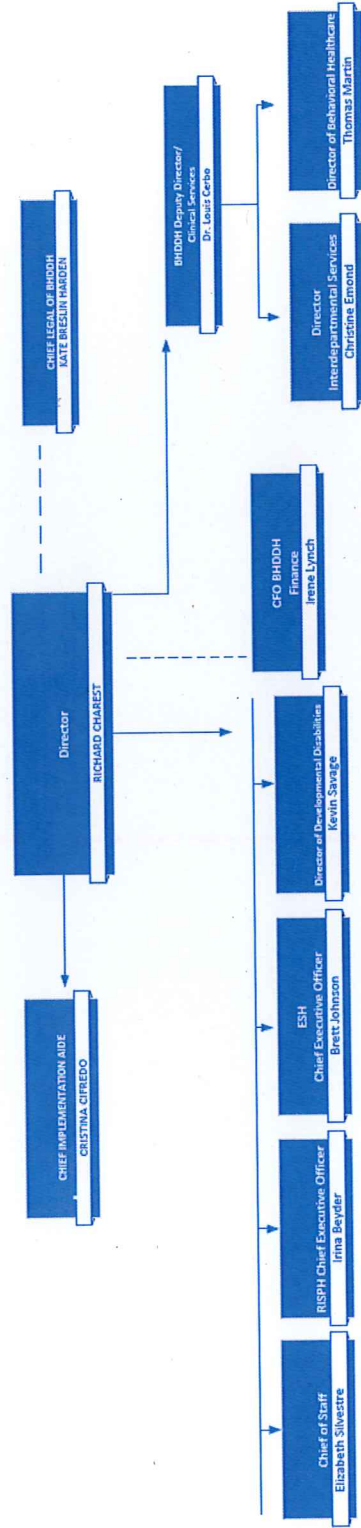 Director
RICHARD CHAREST
CHIEF LEGAL OF BHDDH
KATE BRESLIN HARDEN
CHIEF IMPLEMENTATION AIDE
CRISTINA CIFREDO
BHDDH Deputy Director/
Clinical Services
Dr. Louis Cerbo
CFO BHDDH
Finance
Irene Lynch
Chief of Staff
Elizabeth Silvestre
RISPH Chief Executive Officer
Irina Beyder
ESH
Chief Executive Officer
Brett Johnson
Director of Developmental Disabilities
Kevin Savage
Director
Interdepartmental Services
Christine Emond
Director of Behavioral Healthcare
Thomas Martin